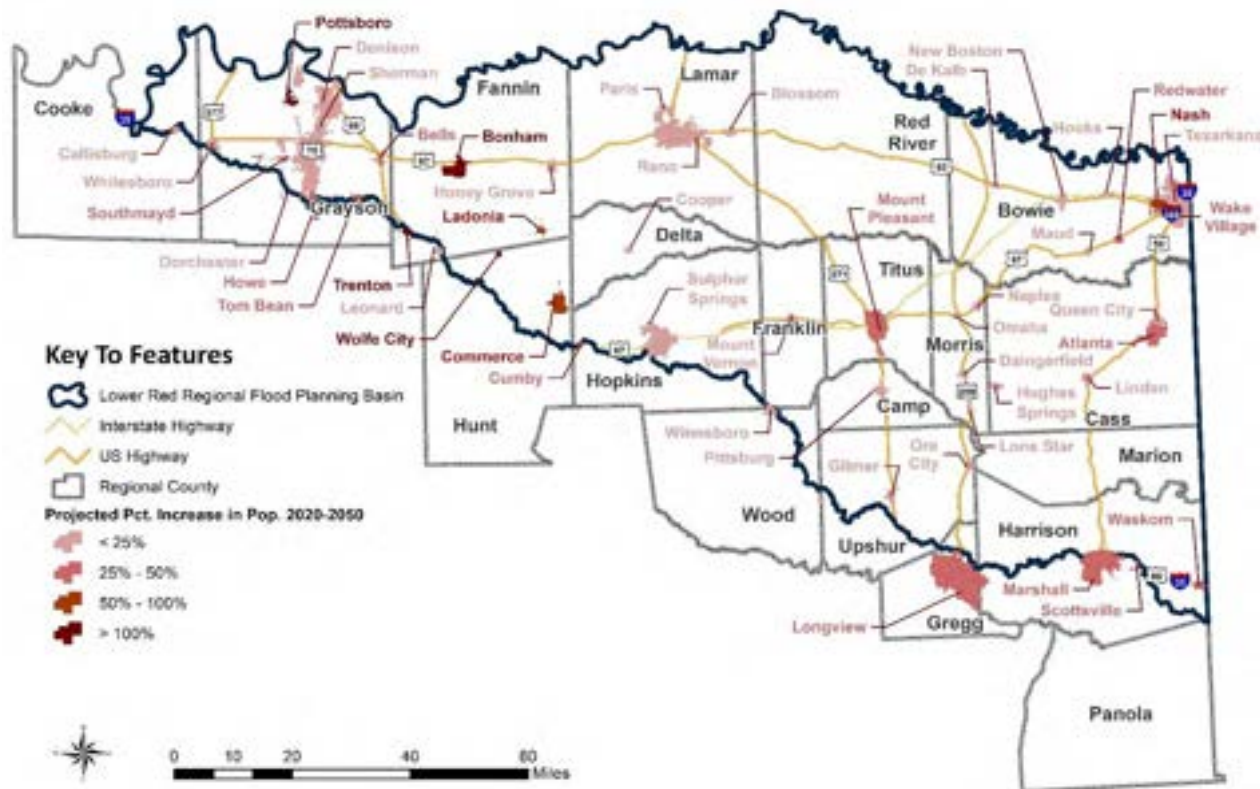 Pottsboro
Denison
Sherman
Fannin
Lamar
New Boston
De Kalb
Redwater
Nash
Texarkana
Cooke
Paris
Blossom
Red
River
Hooks
Callisburg
Bells
Bonham
Whitesboro
Honey Grove
Reno
Mount
Pleasant
Bowie
Wake
Village
Southmayd
Grayson
Ladonia
Cooper
Delta
Maud
Dorchester
Howe
Tom Bean
Trenton
Leonard
Wolfe City
Sulphur
Springs
Titus
Naples
Queen City
Omaha
Atlanta
Commerce
Cumby
Mount
Vernon
Franklin
Morris
Daingerfield
Hopkins
Hughes
Springs
Linden
Cass
Hunt
Camp
Winnsboro
Pittsburg
Gilmer
Ore
City
Lone Star
Marion
Wood
Upshur
Harrison
Waskom
Marshall
Scottsville
Longview
Gregg
Panola
82
271
67
59
Key To Features
Lower Red Regional Flood Planning Basin
Interstate Highway
US Highway
Regional County
Projected Pct. Increase in Pop. 2020-2050
< 25%
25% - 50%
50% - 100%
> 100%
0 10 20 40 60
Miles